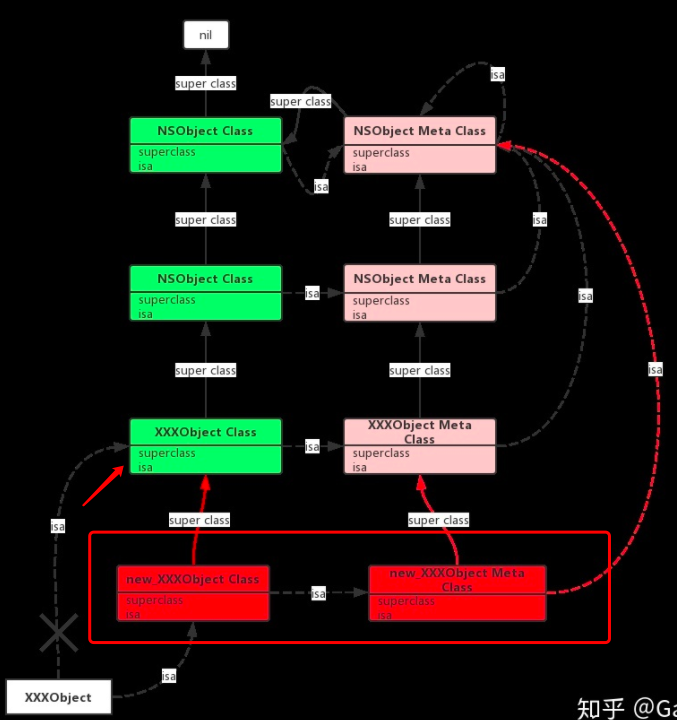 nil
super class
super class
isa
NSObject Class
superclass
isa
NSObject Meta Class
superclass
isa
isa
super class
super class
isa
NSObject Class
superclass
isa
isa
NSObject Meta Class
superclass
isa
isa
super class
super class
isa
XXXObject Class
superclass
isa
isa
XXXObject Meta
Class
superclass
isa
isa
super class
super class
new_XXXObject Class
superclass
isa
isa
new_XXXObject Meta
Class
superclass
isa
isa
XXXObject
知乎 @Ga